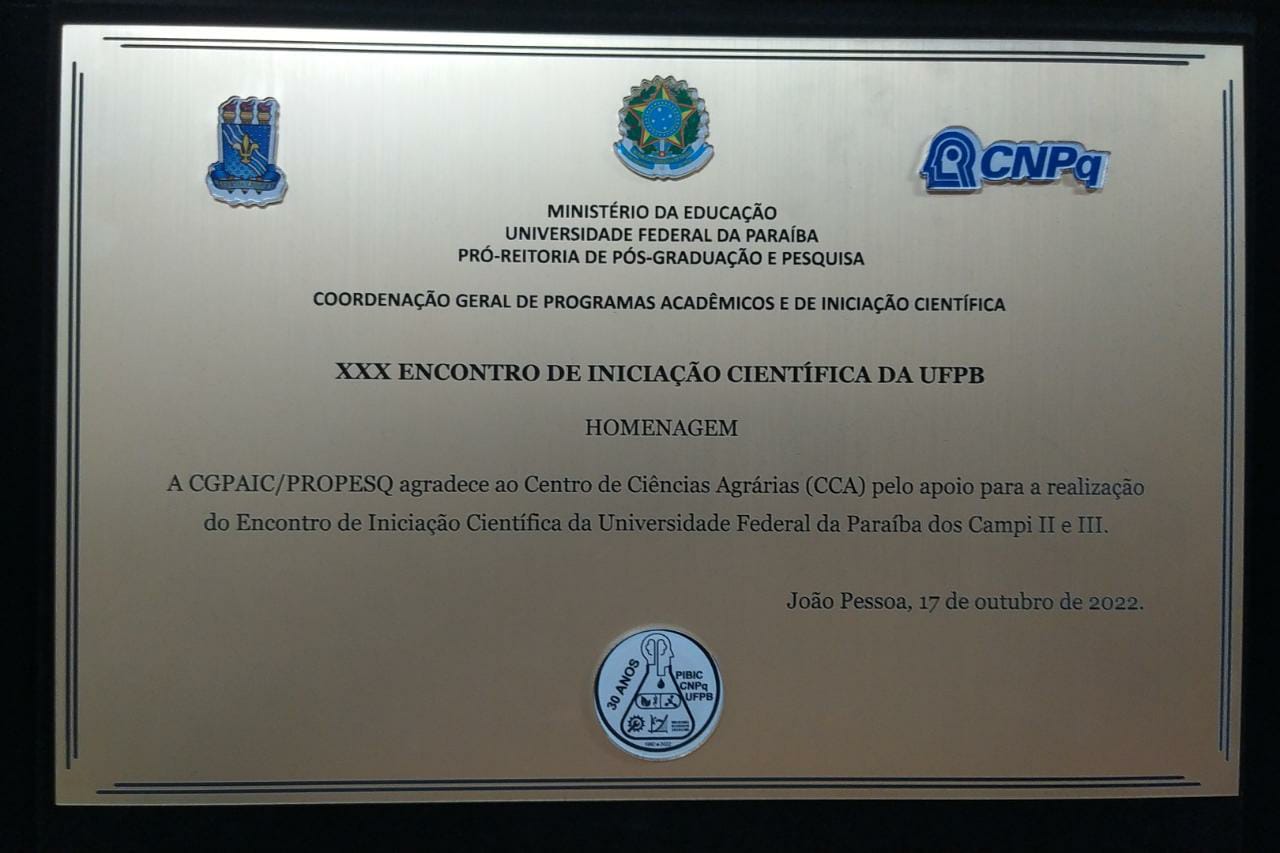 CNPq
MINISTÉRIO DA EDUCAÇÃO
UNIVERSIDADE FEDERAL DA PARAÍBA
PRÓ-REITORIA DE PÓS-GRADUAÇÃO E PESQUISA
COORDENAÇÃO GERAL DE PROGRAMAS ACADÊMICOS E DE INICIAÇÃO CIENTÍFICA
XXX ENCONTRO DE INICIAÇÃO CIENTÍFICA DA UFPB
HOMENAGEM
A CGPAIC/PROPESQ agradece ao Centro de Ciências Agrárias (CCA) pelo apoio para a realização
do Encontro de Iniciação Científica da Universidade Federal da Paraíba dos Campi II e III.
João Pessoa, 17 de outubro de 2022.
30 ANOS
PIBIC
CNPq
UFPB